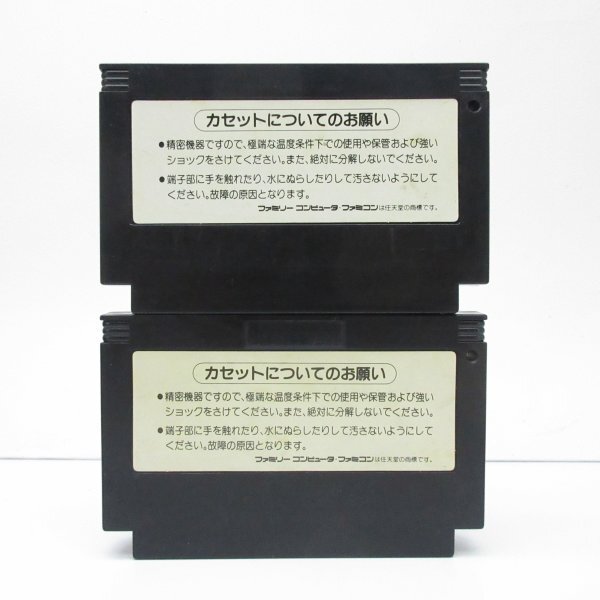 カセットについてのお願い
●精密機器ですので、極端な温度条件下での使用や保管および強い
ショックをさけてください。また、絶対に分解しないでください。
●端子部に手を触れたり、水にぬらしたりして汚さないようにして
ください。故障の原因となります。
ファミリーコンピュータ・ファミコンは任天堂の商標です。
カセットについてのお願い
●精密機器ですので、極端な温度条件下での使用や保管および強い
ショックをさけてください。また、絶対に分解しないでください。
●端子部に手を触れたり、水にぬらしたりして汚さないようにして
ください。故障の原因となります。
ファミリーコンピュータ・ファミコンは任天堂の商標です。